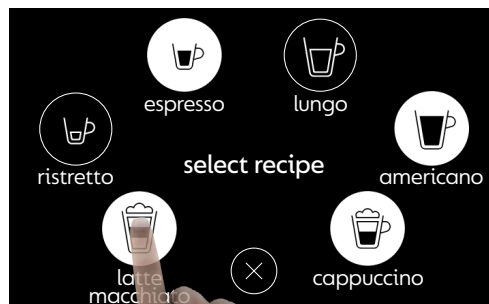 espresso
lungo
ristretto
select recipe
americano
latte
macchiato
cappuccino